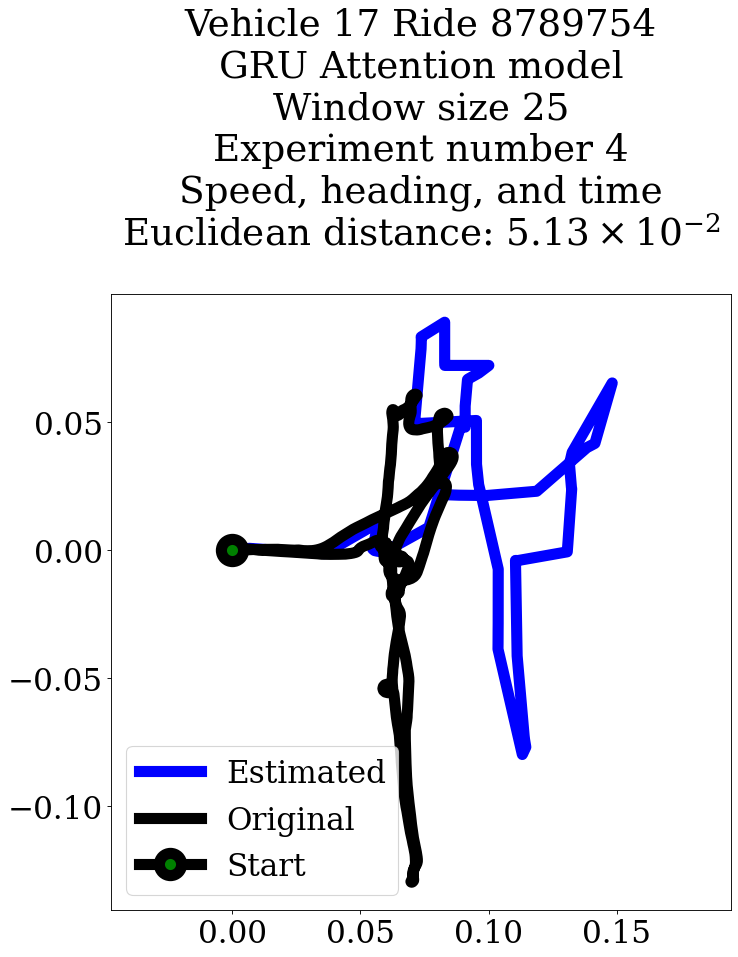 Vehicle 17 Ride 8789754
GRU Attention model
Window size 25
Experiment number 4
Speed, heading, and time
Euclidean distance: 5.13 × 10⁻²
0.05
0.00
−0.05
−0.10
Estimated
Original
Start
0.00 0.05 0.10 0.15